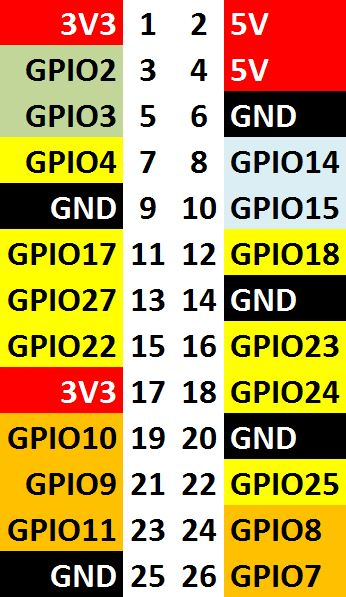 3V3 1 2 5V
GPIO2 3 4 5V
GPIO3 5 6 GND
GPIO4 7 8 GPIO14
GND 9 10 GPIO15
GPIO17 11 12 GPIO18
GPIO27 13 14 GND
GPIO22 15 16 GPIO23
3V3 17 18 GPIO24
GPIO10 19 20 GND
GPIO9 21 22 GPIO25
GPIO11 23 24 GPIO8
GND 25 26 GPIO7